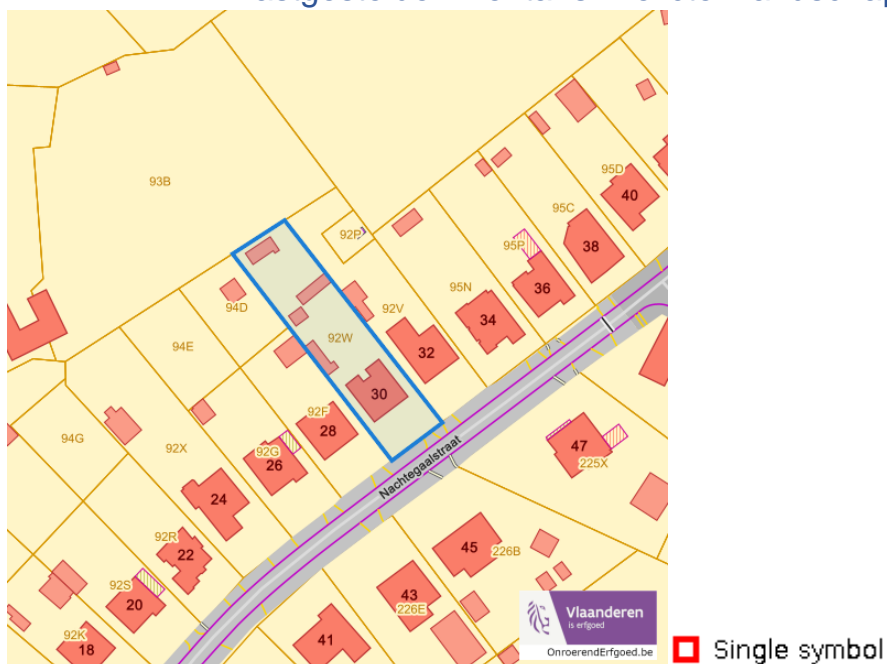 93B
95D
40
92P
95C
38
95P
36
94D
92V
95N
34
94E
92W
32
30
94G
92X
92F
28
92G
26
47
225X
Nachtegaalstraat
24
92R
22
45
226B
92S
20
43
226E
92K
18
41
Vlaanderen
is erfgoed
OnroerendErfgoed.be
Single symbol